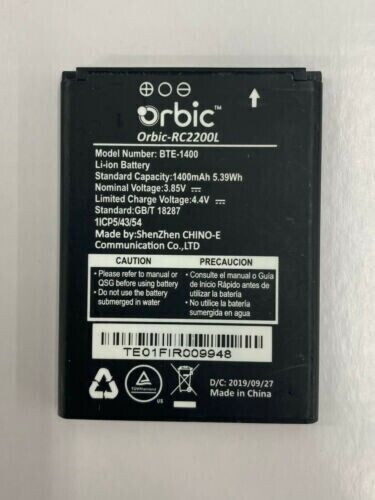 Orbic™
Orbic-RC2200L
Model Number: BTE-1400
Li-ion Battery
Standard Capacity:1400mAh 5.39Wh
Nominal Voltage:3.85V
Limited Charge Voltage:4.4V
Standard:GB/T 18287
1ICP5/43/54
Made by:ShenZhen CHINO-E
Communication Co.,LTD
CAUTION
• Please refer to manual or
QSG before using battery
• Do not use the battery
submerged in water
PRECAUCION
• Consulte el manual o Guía
de Inicio Rápido antes de
utilizar la batería
• No utilice la batería
sumergida en agua
TE01FIR009948
D/C: 2019/09/27
Made in China